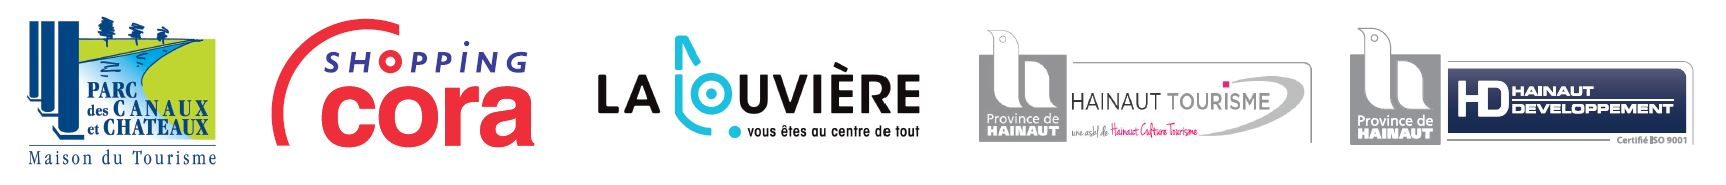 PARC
des CANAUX
et CHATEAUX
Maison du Tourisme
SHOPPING
cora
LA LOUVIÈRE
vous êtes au centre de tout
Province de
HAINAUT
HAINAUT TOURISME
une asbl de Hainaut Culture Tourisme
Province de
HAINAUT
HD HAINAUT
DEVELOPPEMENT
Certifié ISO 9001